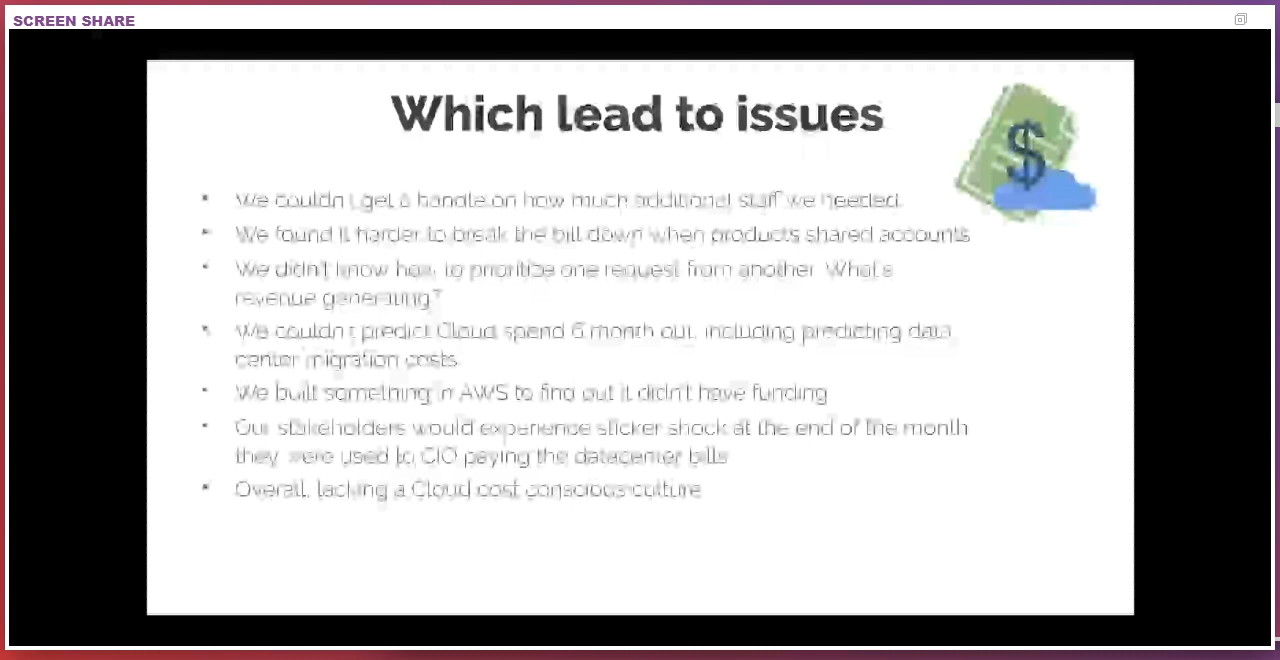 SCREEN SHARE
Which lead to issues
$
• We couldn't get a handle on how much additional staff we needed.
• We found it harder to break the bill down when products shared accounts
• We didn't know how to prioritize one request from another. What's
revenue generating?
• We couldn't predict Cloud spend 6 month out, including predicting data
center migration costs
• We built something in AWS to find out it didn't have funding
• Our stakeholders would experience sticker shock at the end of the month
they were used to CIO paying the datacenter bills
• Overall, lacking a Cloud cost conscious culture